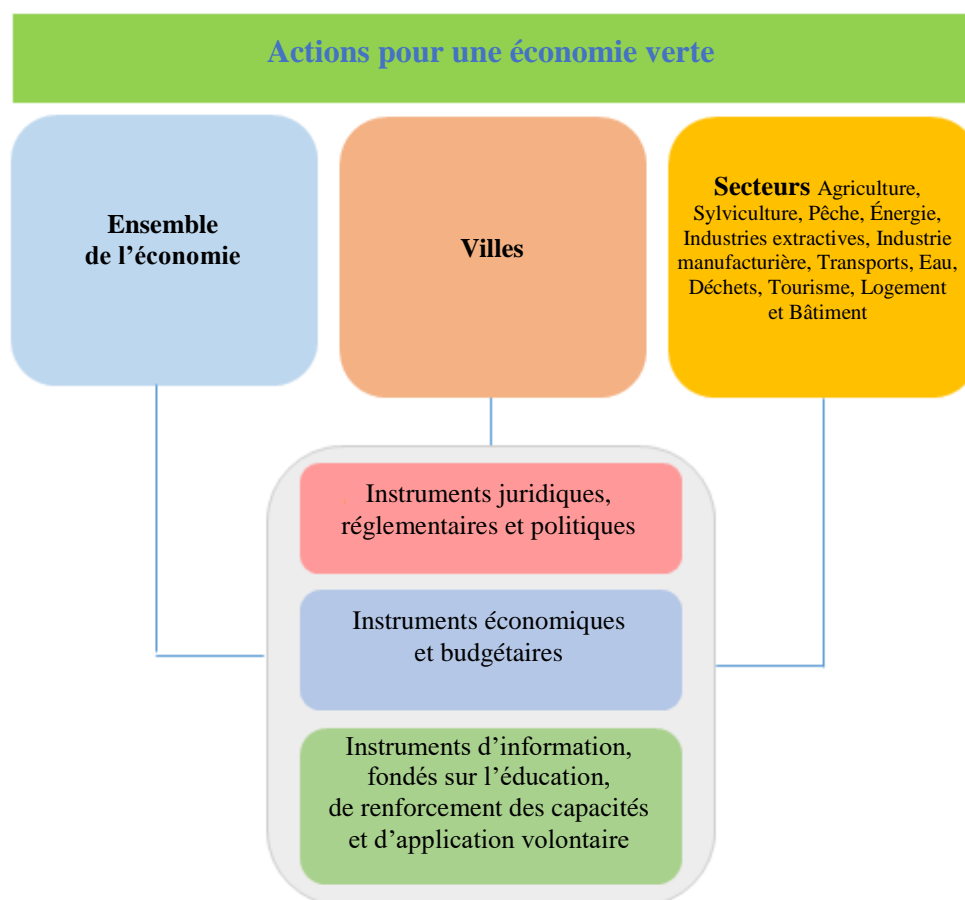 Actions pour une économie verte
Ensemble
de l’économie
Villes
Secteurs Agriculture,
Sylviculture, Pêche, Énergie,
Industries extractives, Industrie
manufacturière, Transports, Eau,
Déchets, Tourisme, Logement
et Bâtiment
Instruments juridiques,
réglementaires et politiques
Instruments économiques
et budgétaires
Instruments d’information,
fondés sur l’éducation,
de renforcement des capacités
et d’application volontaire